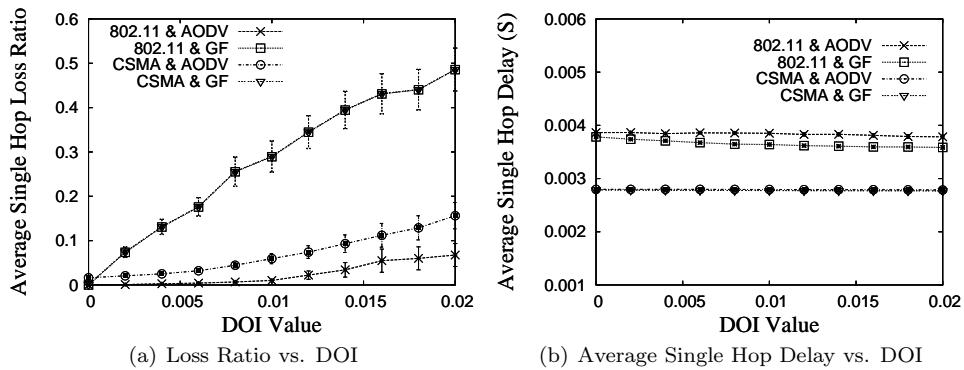 Average Single Hop Loss Ratio
0.6
0.5
0.4
0.3
0.2
0.1
0
802.11 & AODV
802.11 & GF
CSMA & AODV
CSMA & GF
0
0.005
0.01
0.015
0.02
DOI Value
(a) Loss Ratio vs. DOI
Average Single Hop Delay (S)
0.006
0.005
0.004
0.003
0.002
0.001
802.11 & AODV
802.11 & GF
CSMA & AODV
CSMA & GF
0
0.005
0.01
0.015
0.02
DOI Value
(b) Average Single Hop Delay vs. DOI